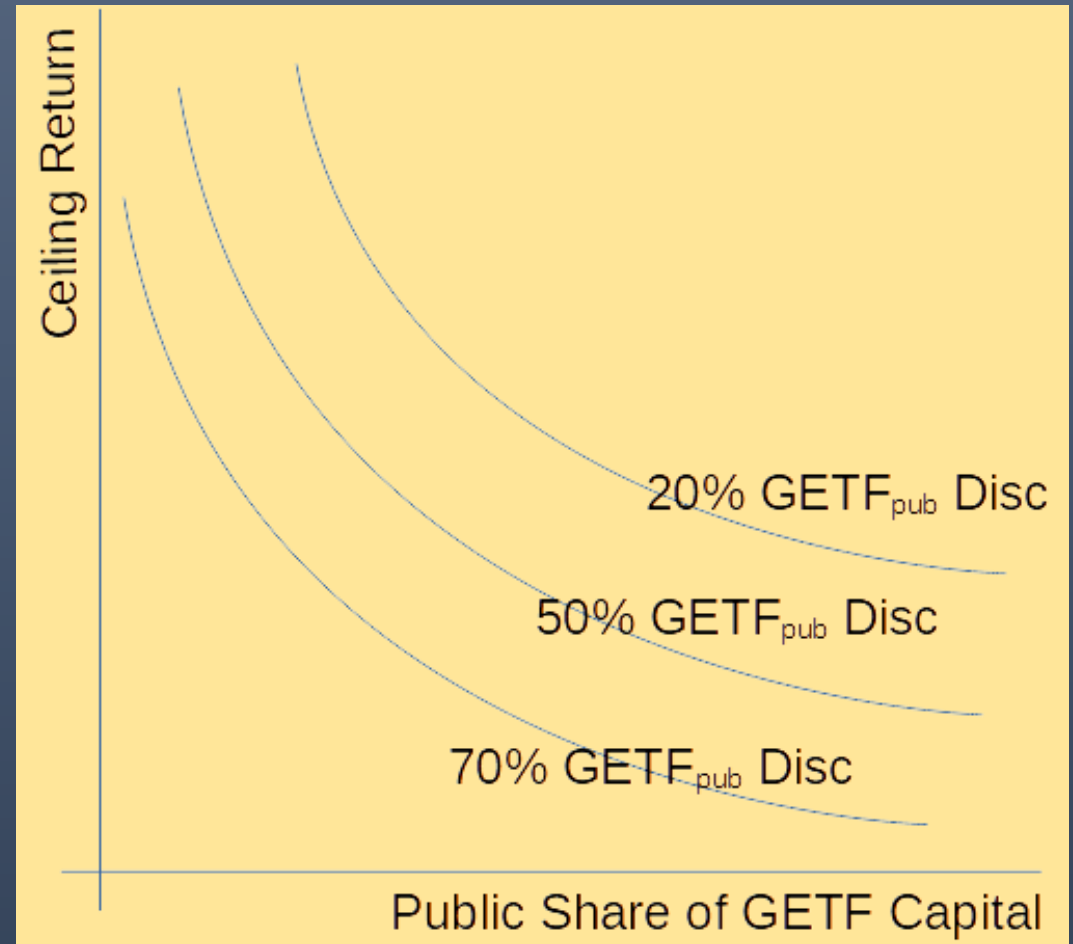 Ceiling Return
20% GETFpub Disc
50% GETFpub Disc
70% GETFpub Disc
Public Share of GETF Capital